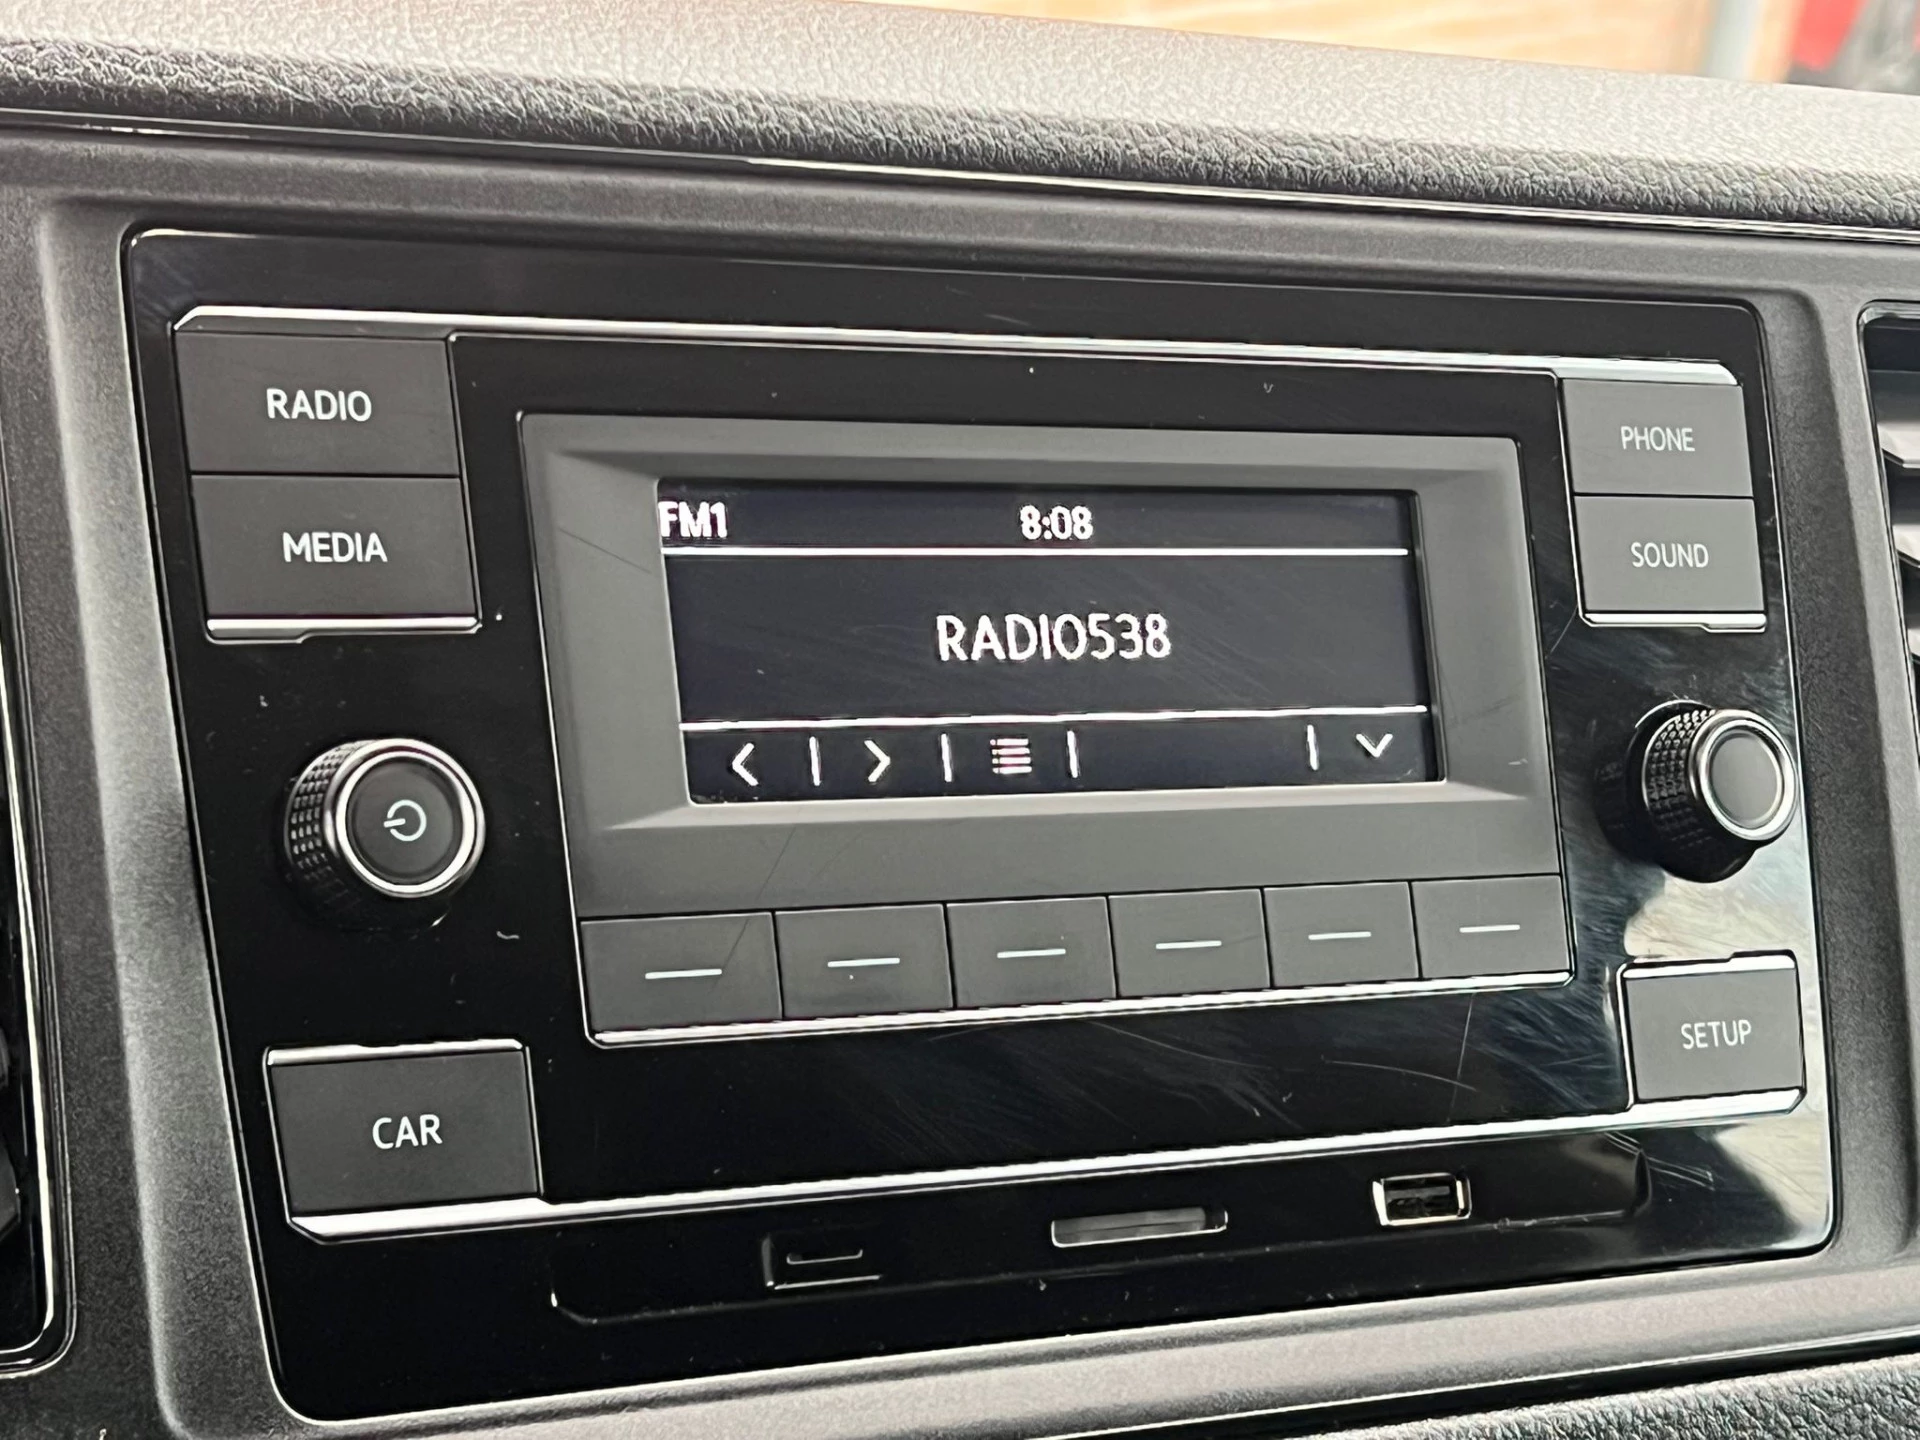 RADIO
MEDIA
FM1 8:08
RADIO538
PHONE
SOUND
CAR
SETUP